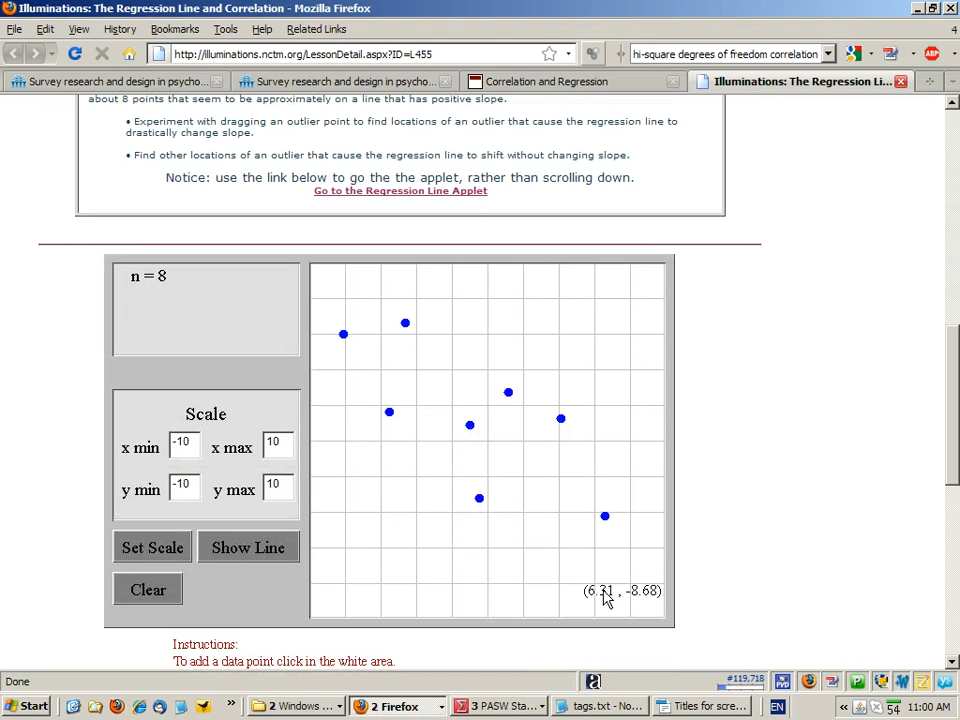 Illuminations: The Regression Line and Correlation - Mozilla Firefox
File Edit View History Bookmarks Tools Help Related Links
4
http://illuminations.nctm.org/LessonDetail.aspx?ID=L455
hi-square degrees of freedom correlation
Survey research and design in psycho...
Survey research and design in psycho...
Correlation and Regression
Illuminations: The Regression Li...
about 8 points that seem to be approximately on a line that has positive slope.
• Experiment with dragging an outlier point to find locations of an outlier that cause the regression line to
drastically change slope.
• Find other locations of an outlier that cause the regression line to shift without changing slope.
Notice: use the link below to go the the applet, rather than scrolling down.
Go to the Regression Line Applet
n = 8
Scale
x min -10 x max 10
y min -10 y max 10
Set Scale Show Line
Clear
(6.31 , -8.68)
Instructions:
To add a data point click in the white area.
Done
#119,718
Start
2 Windows ...
2 Firefox
3 PASW Sta...
tags.txt - No...
Titles for scre...
EN
54
11:00 AM